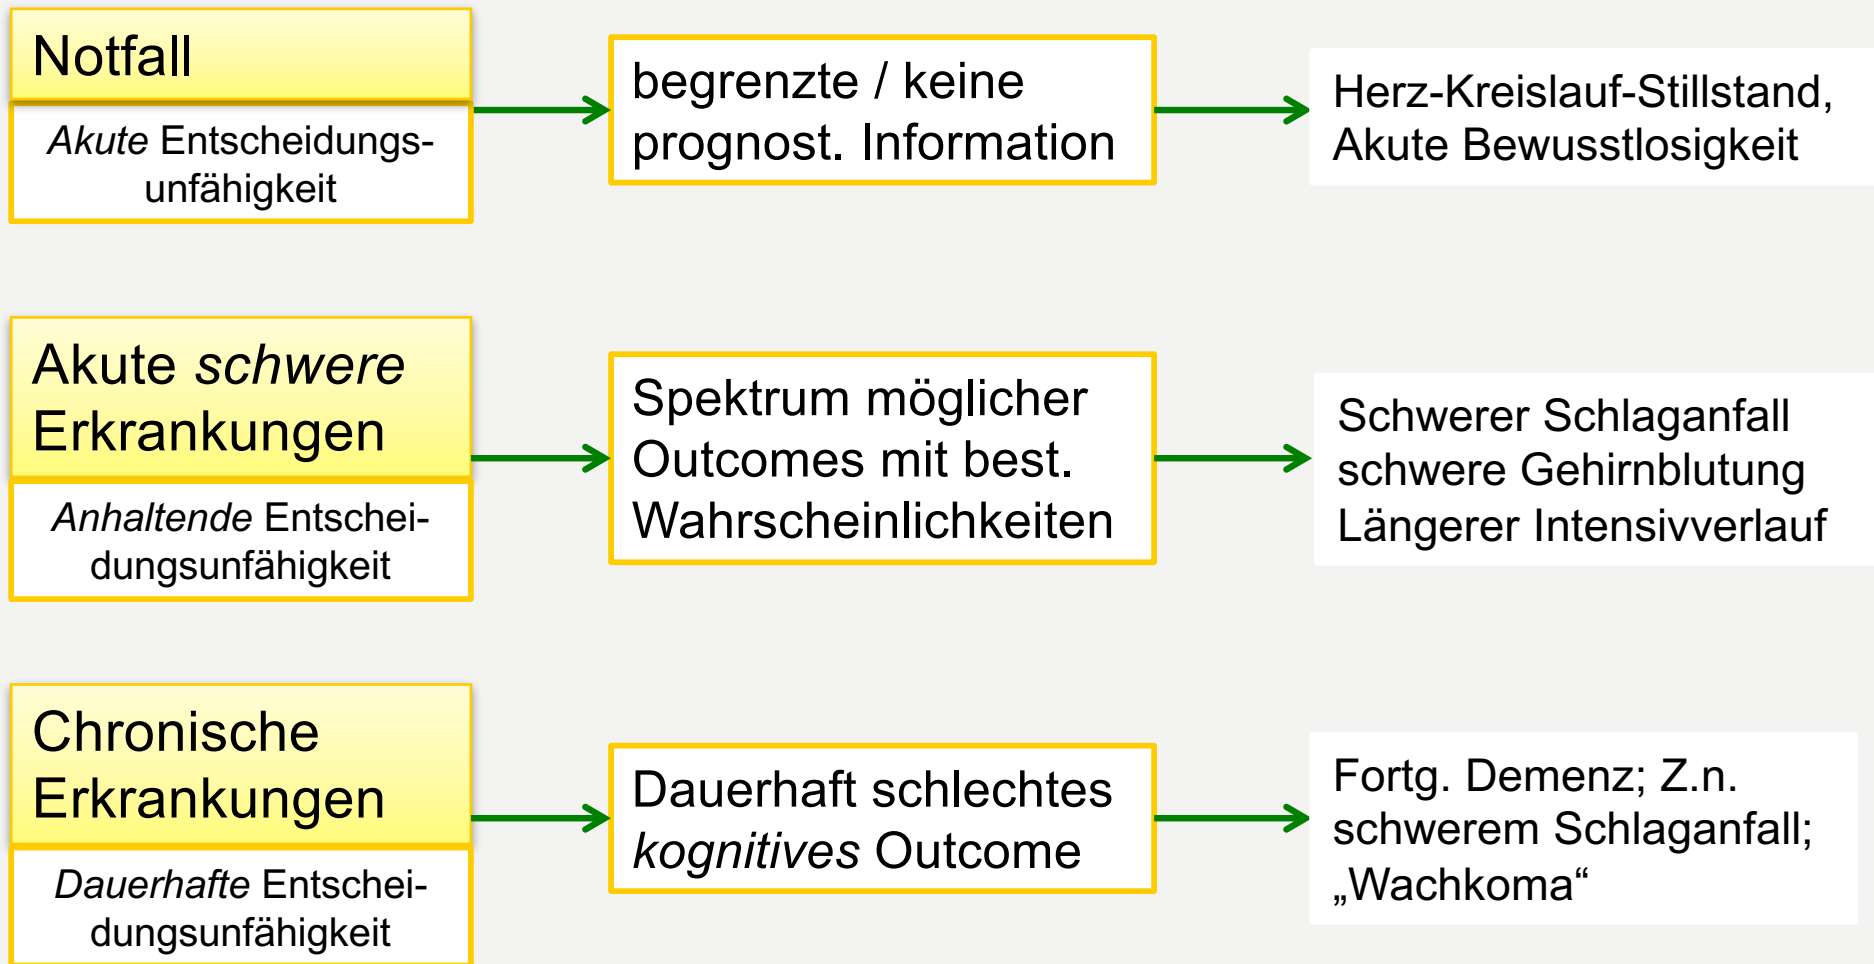 Notfall
Akute Entscheidungs-
unfähigkeit
begrenzte / keine
prognost. Information
Herz-Kreislauf-Stillstand,
Akute Bewusstlosigkeit
Akute schwere
Erkrankungen
Anhaltende Entschei-
dungsunfähigkeit
Spektrum möglicher
Outcomes mit best.
Wahrscheinlichkeiten
Schwerer Schlaganfall
schwere Gehirnblutung
Längerer Intensivverlauf
Chronische
Erkrankungen
Dauerhafte Entschei-
dungsunfähigkeit
Dauerhaft schlechtes
kognitives Outcome
Fortg. Demenz; Z.n.
schwerem Schlaganfall;
„Wachkoma“